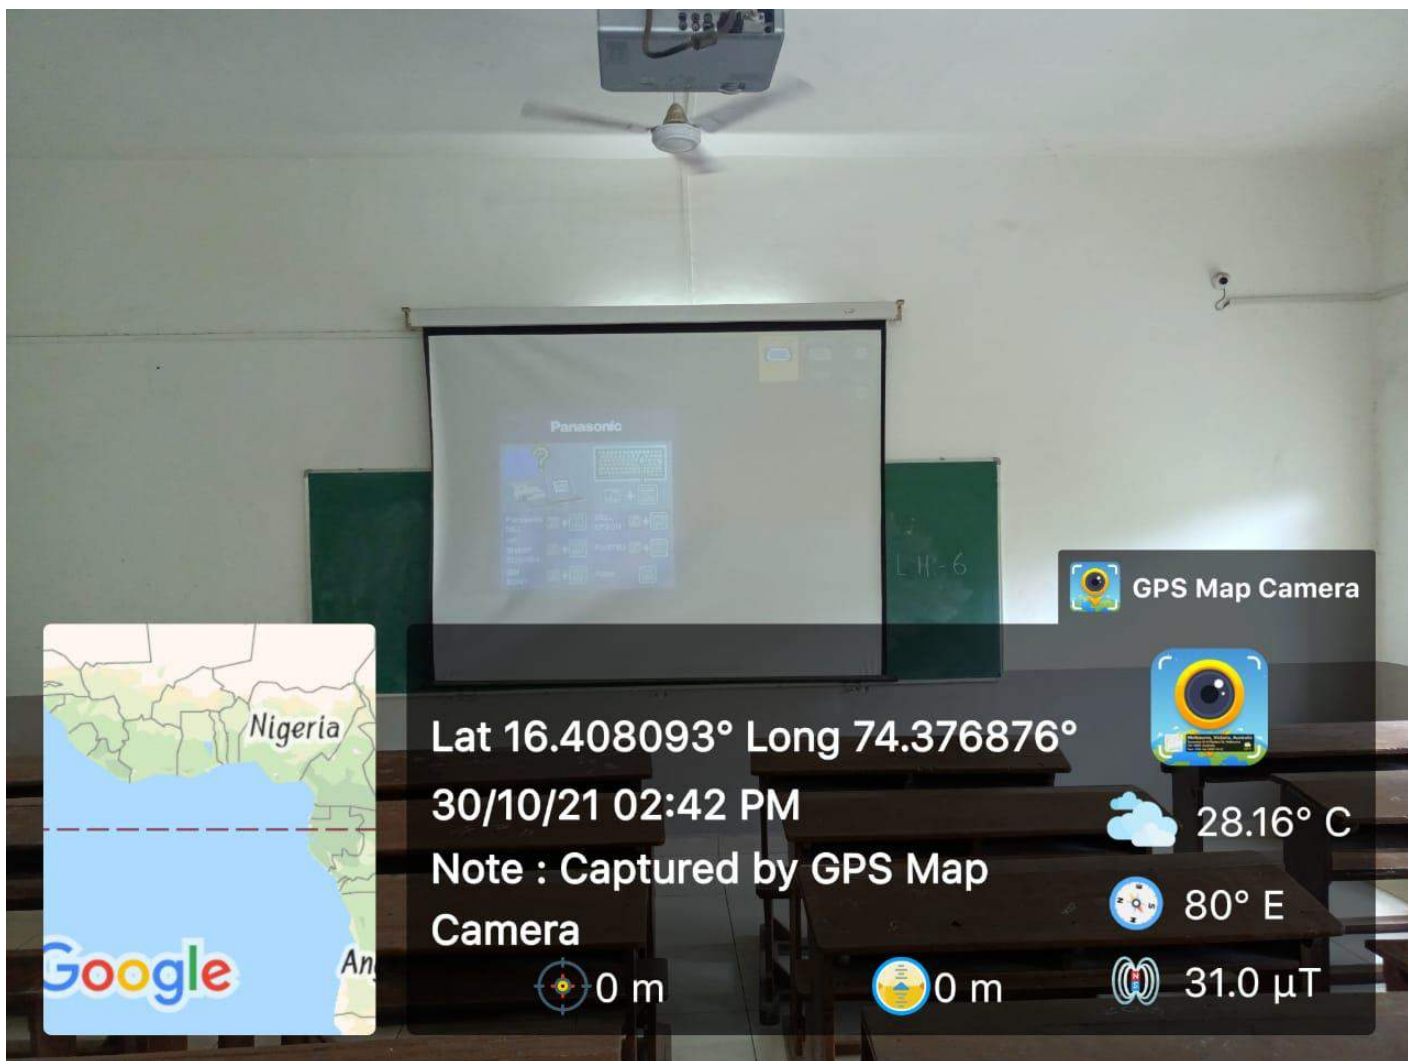 Panasonic
LH-6
GPS Map Camera
Nigeria
Lat 16.408093° Long 74.376876°
30/10/21 02:42 PM
Note : Captured by GPS Map
Camera
28.16° C
80° E
Google
An
0 m
0 m
31.0 µT